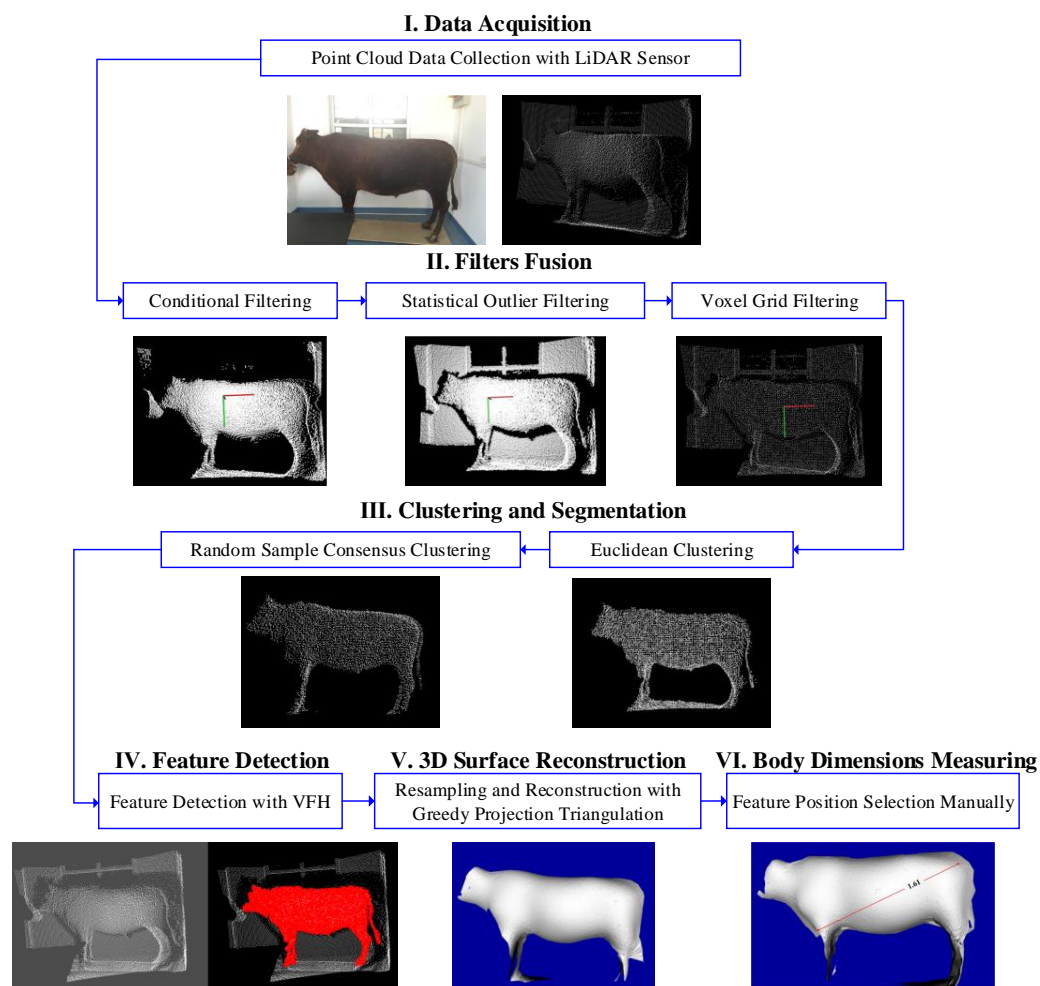 I. Data Acquisition
Point Cloud Data Collection with LiDAR Sensor
II. Filters Fusion
Conditional Filtering
Statistical Outlier Filtering
Voxel Grid Filtering
III. Clustering and Segmentation
Random Sample Consensus Clustering
Euclidean Clustering
IV. Feature Detection
V. 3D Surface Reconstruction
VI. Body Dimensions Measuring
Feature Detection with VFH
Resampling and Reconstruction with
Greedy Projection Triangulation
Feature Position Selection Manually
1.61